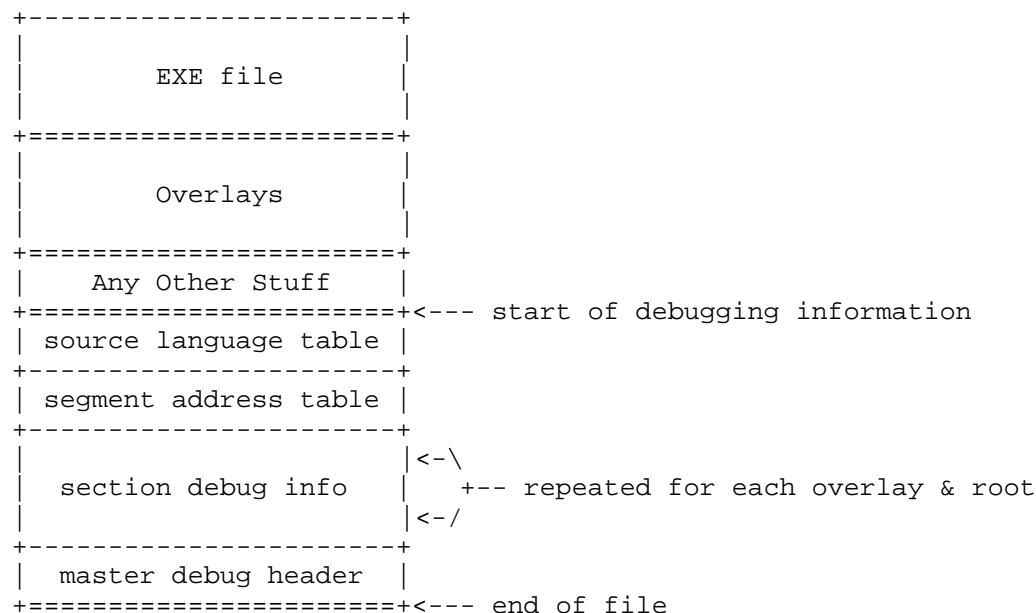 +-----------------------+
|                       |
|        EXE file       |
|                       |
+=======================+
|                       |
|        Overlays       |
|                       |
+=======================+
|    Any Other Stuff    |
+=======================+<--- start of debugging information
| source language table |
+-----------------------+
| segment address table |
+-----------------------+
|                       |<-\
|  section debug info   |   +-- repeated for each overlay & root
|                       |<-/
+-----------------------+
|  master debug header  |
+=======================+<--- end of file